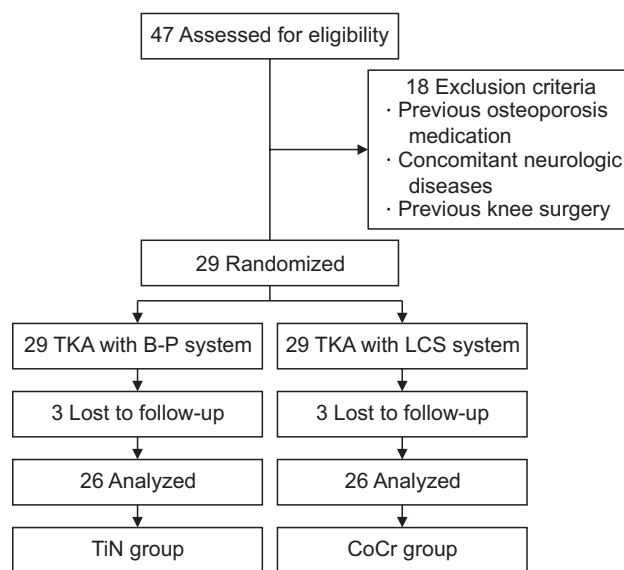 47 Assessed for eligibility
18 Exclusion criteria
· Previous osteoporosis
medication
· Concomitant neurologic
diseases
· Previous knee surgery
29 Randomized
29 TKA with B-P system
29 TKA with LCS system
3 Lost to follow-up
3 Lost to follow-up
26 Analyzed
26 Analyzed
TiN group
CoCr group